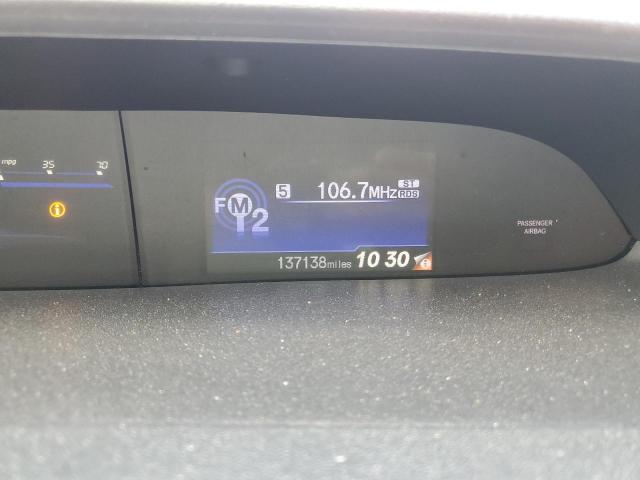 mpg 35 70
5 106.7MHz ST
RDS
FM
2
PASSENGER
AIRBAG
137138miles 10 30